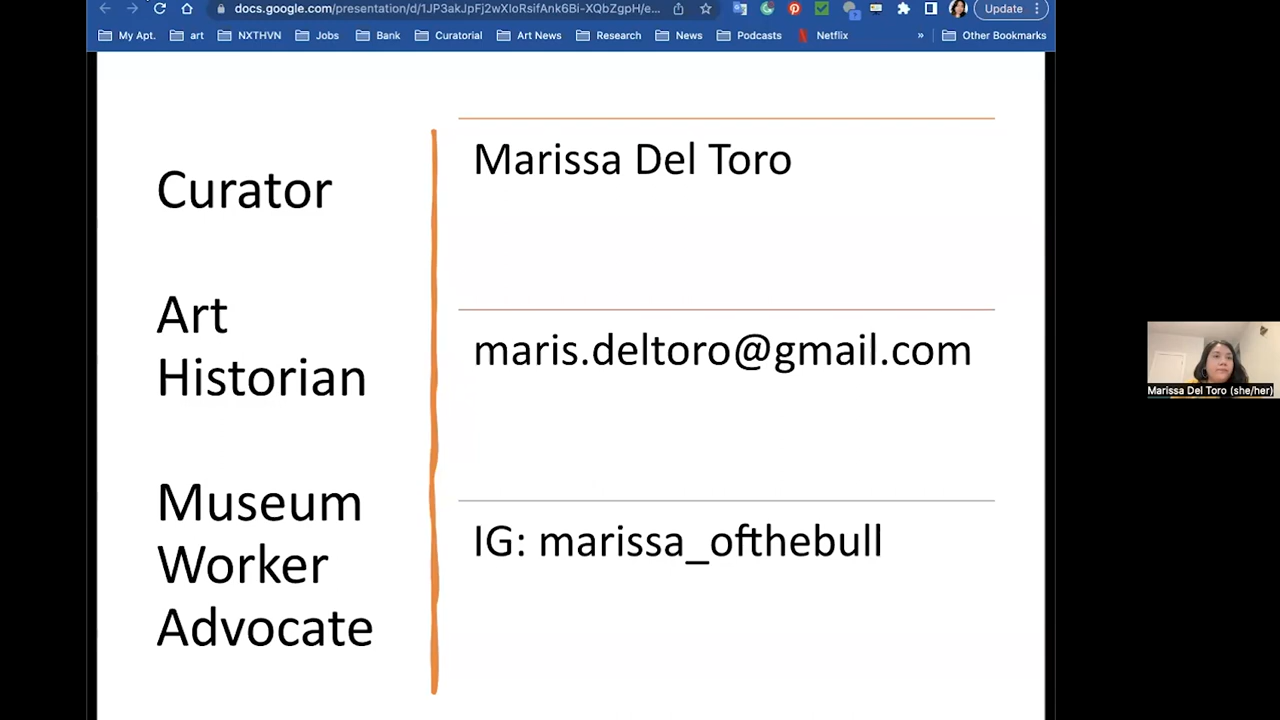 docs.google.com/presentation/d/1JP3akJpFj2wXIoRsifAnk6Bi-XQbZgpH/e...
Update
My Apt.
art
NXTHVN
Jobs
Bank
Curatorial
Art News
Research
News
Podcasts
Netflix
»
Other Bookmarks
Curator
Art
Historian
Museum
Worker
Advocate
Marissa Del Toro
maris.deltoro@gmail.com
IG: marissa_ofthebull
Marissa Del Toro (she/her)